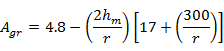 A_gr = 4.8 − (2h_m / r) [17 + (300 / r)]